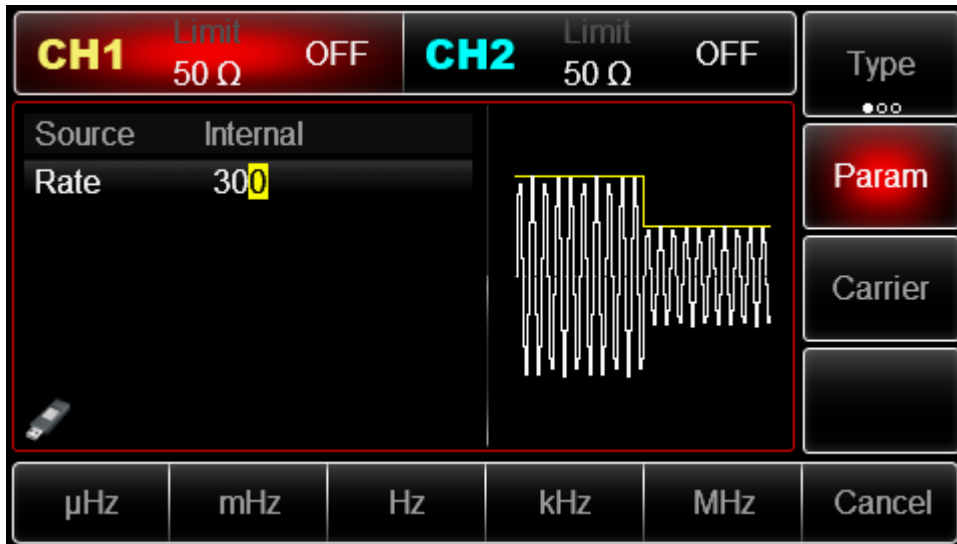 CH1 Limit 50 Ω OFF
CH2 Limit 50 Ω OFF
Type
Source Internal
Rate 300
Param
Carrier
µHz mHz Hz kHz MHz Cancel